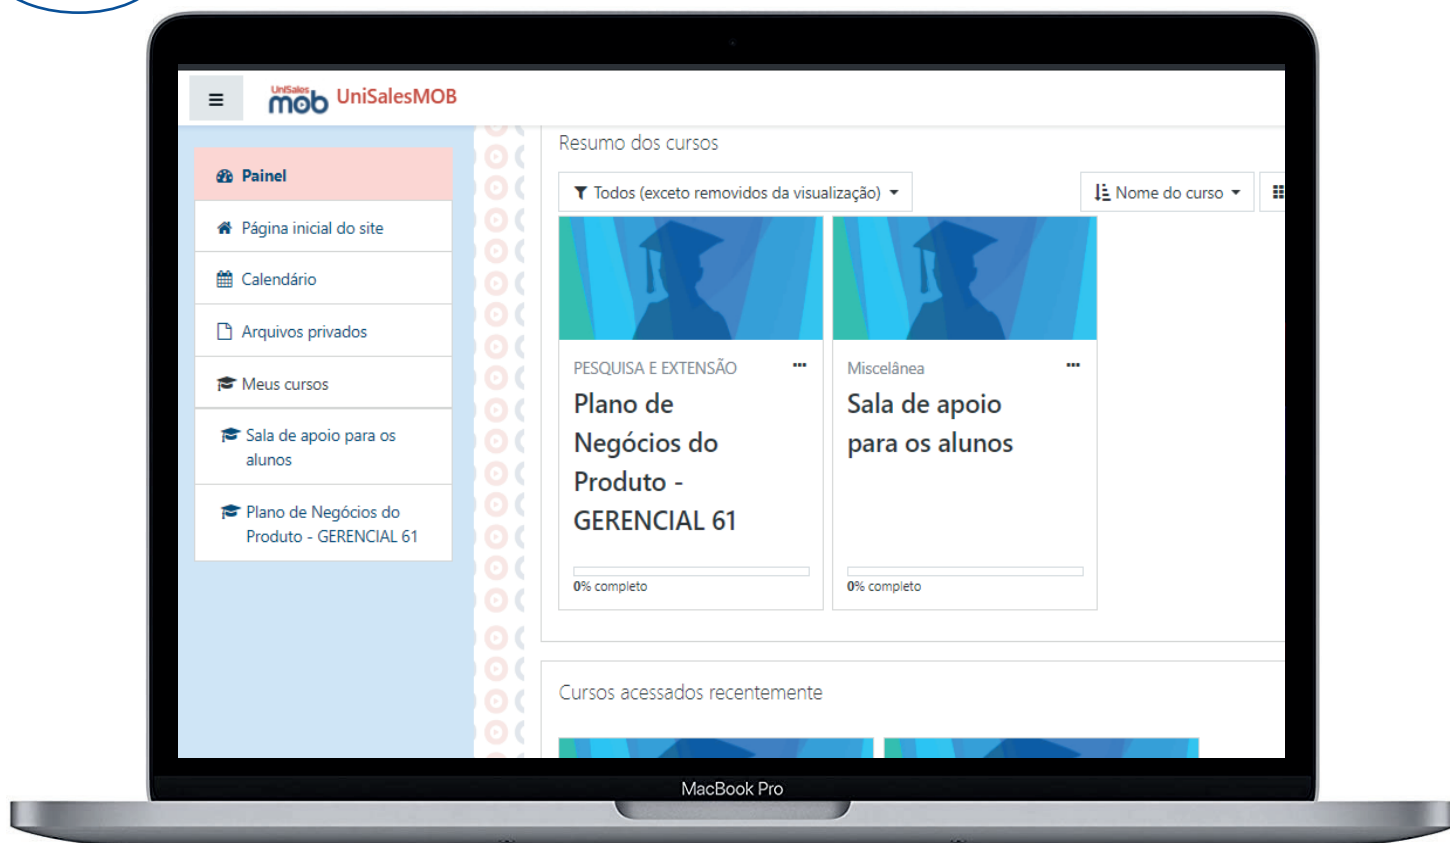 UniSales
mob UniSalesMOB
Painel
Página inicial do site
Calendário
Arquivos privados
Meus cursos
Sala de apoio para os
alunos
Plano de Negócios do
Produto - GERENCIAL 61
Resumo dos cursos
Todos (exceto removidos da visualização)
Nome do curso
PESQUISA E EXTENSÃO
Plano de
Negócios do
Produto -
GERENCIAL 61
0% completo
Miscelânea
Sala de apoio
para os alunos
0% completo
Cursos acessados recentemente
MacBook Pro